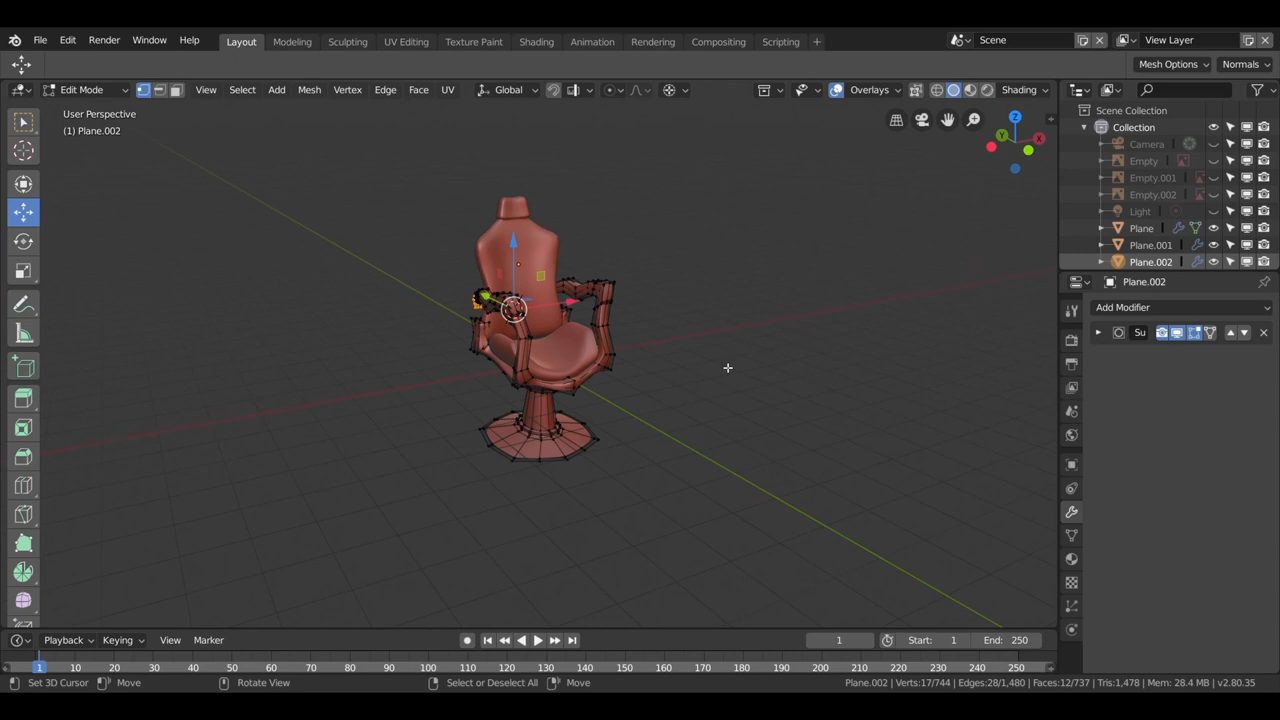 File Edit Render Window Help Layout Modeling Sculpting UV Editing Texture Paint Shading Animation Rendering Compositing Scripting + Scene View Layer
Mesh Options Normals
Edit Mode View Select Add Mesh Vertex Edge Face UV Global Overlays Shading
User Perspective
(1) Plane.002
Z
Y
X
Scene Collection
Collection
Camera
Empty
Empty.001
Empty.002
Light
Plane
Plane.001
Plane.002
Plane.002
Add Modifier
Su
Playback Keying View Marker 1 Start: 1 End: 250
1 10 20 30 40 50 60 70 80 90 100 110 120 130 140 150 160 170 180 190 200 210 220 230 240 250
Set 3D Cursor Move Rotate View Select or Deselect All Move Plane.002 | Verts:17/744 | Edges:28/1,480 | Faces:12/737 | Tris:1,478 | Mem: 28.4 MB | v2.80.35